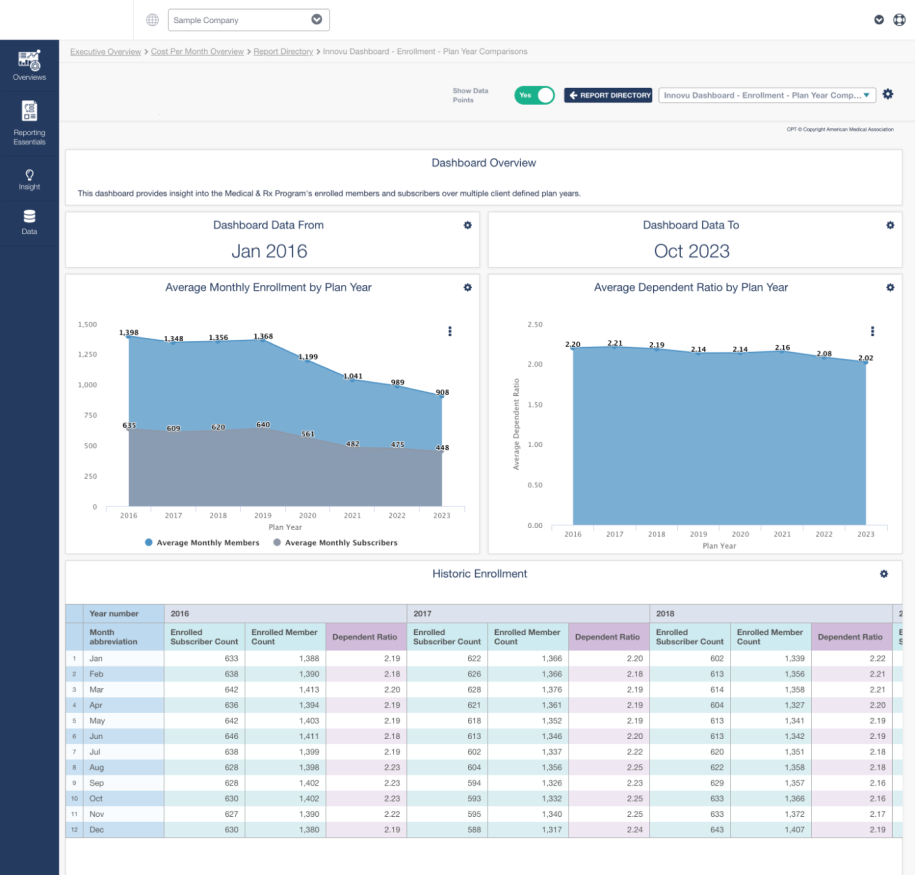 Sample Company
Executive Overview > Cost Per Month Overview > Report Directory > Innovu Dashboard - Enrollment - Plan Year Comparisons
Overviews
Reporting
Essentials
Insight
Data
Show Data
Points
Yes
REPORT DIRECTORY
Innovu Dashboard - Enrollment - Plan Year Comp...
CPT © Copyright American Medical Association
Dashboard Overview
This dashboard provides insight into the Medical & Rx Program's enrolled members and subscribers over multiple client defined plan years.
Dashboard Data From
Jan 2016
Dashboard Data To
Oct 2023
Average Monthly Enrollment by Plan Year
1,500
1,250
1,000
750
500
250
0
1,398 1,348 1,356 1,368 1,199 1,041 989 908
635 609 620 640 561 482 475 448
2016 2017 2018 2019 2020 2021 2022 2023
Plan Year
Average Monthly Members Average Monthly Subscribers
Average Dependent Ratio by Plan Year
Average Dependent Ratio
2.50
2.00
1.50
1.00
0.50
0.00
2.20 2.21 2.19 2.14 2.14 2.16 2.08 2.02
2016 2017 2018 2019 2020 2021 2022 2023
Plan Year
Historic Enrollment
Year number 2016 2017 2018 2
Month abbreviation Enrolled Subscriber Count Enrolled Member Count Dependent Ratio Enrolled Subscriber Count Enrolled Member Count Dependent Ratio Enrolled Subscriber Count Enrolled Member Count Dependent Ratio E S
1 Jan 633 1,388 2.19 622 1,366 2.20 602 1,339 2.22
2 Feb 638 1,390 2.18 626 1,366 2.18 613 1,356 2.21
3 Mar 642 1,413 2.20 628 1,376 2.19 614 1,358 2.21
4 Apr 636 1,394 2.19 621 1,361 2.19 604 1,327 2.20
5 May 642 1,403 2.19 618 1,352 2.19 613 1,341 2.19
6 Jun 646 1,411 2.18 613 1,346 2.20 613 1,342 2.19
7 Jul 638 1,399 2.19 602 1,337 2.22 620 1,351 2.18
8 Aug 628 1,398 2.23 604 1,356 2.25 622 1,358 2.18
9 Sep 628 1,402 2.23 594 1,326 2.23 629 1,357 2.16
10 Oct 630 1,402 2.23 593 1,332 2.25 633 1,366 2.16
11 Nov 627 1,390 2.22 595 1,340 2.25 633 1,372 2.17
12 Dec 630 1,380 2.19 588 1,317 2.24 643 1,407 2.19